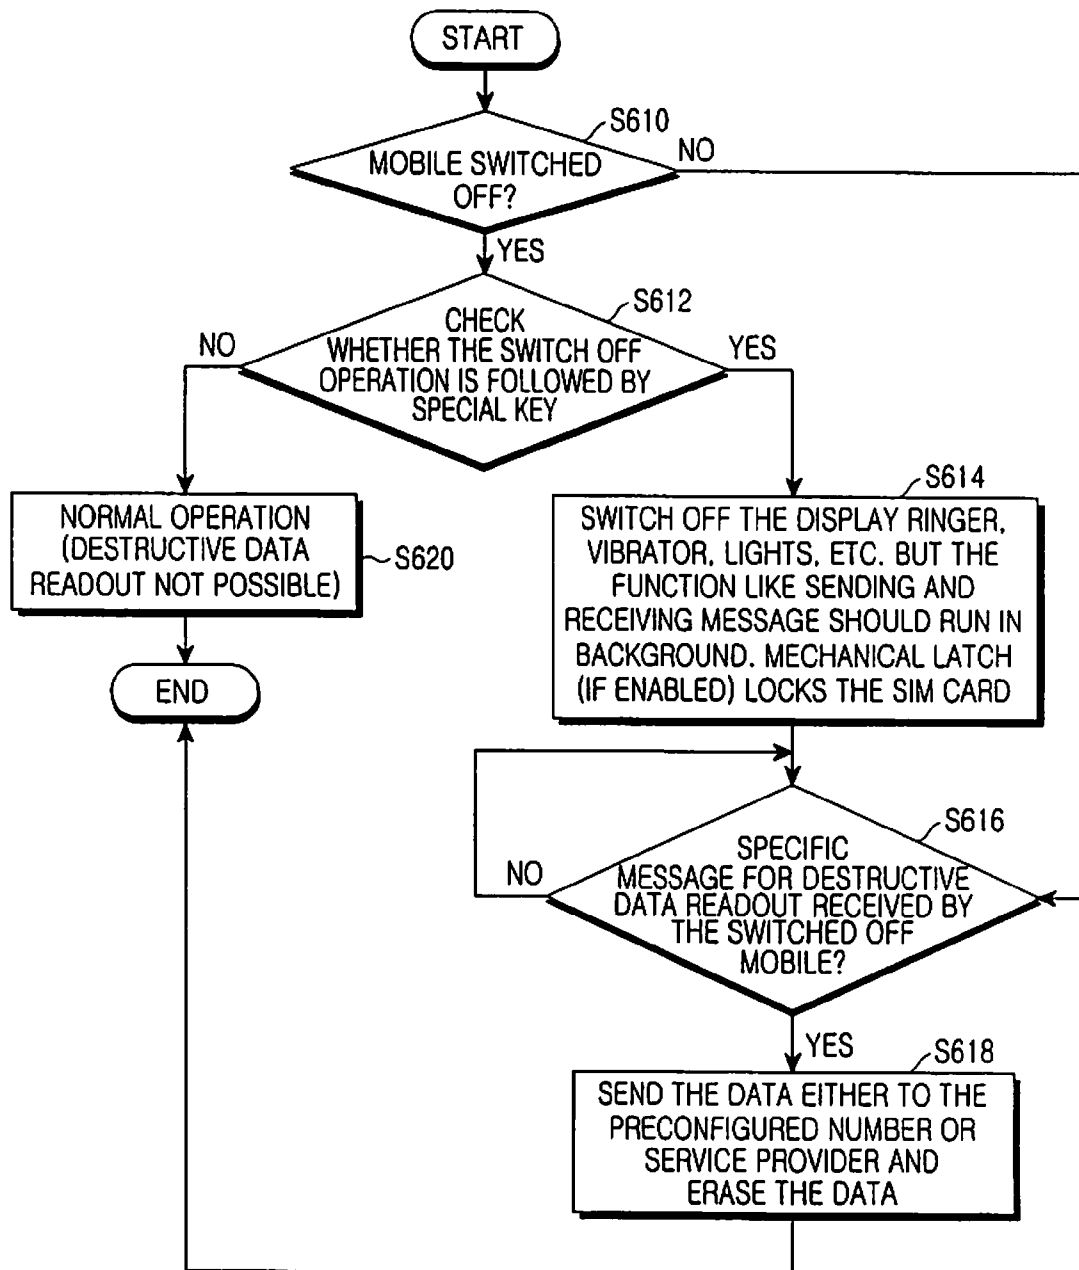 START
S610
MOBILE SWITCHED
OFF?
NO
YES
S612
CHECK
WHETHER THE SWITCH OFF
OPERATION IS FOLLOWED BY
SPECIAL KEY
NO
YES
NORMAL OPERATION
(DESTRUCTIVE DATA
READOUT NOT POSSIBLE)
S620
END
S614
SWITCH OFF THE DISPLAY RINGER,
VIBRATOR, LIGHTS, ETC. BUT THE
FUNCTION LIKE SENDING AND
RECEIVING MESSAGE SHOULD RUN IN
BACKGROUND. MECHANICAL LATCH
(IF ENABLED) LOCKS THE SIM CARD
S616
SPECIFIC
MESSAGE FOR DESTRUCTIVE
DATA READOUT RECEIVED BY
THE SWITCHED OFF
MOBILE?
NO
YES
S618
SEND THE DATA EITHER TO THE
PRECONFIGURED NUMBER OR
SERVICE PROVIDER AND
ERASE THE DATA